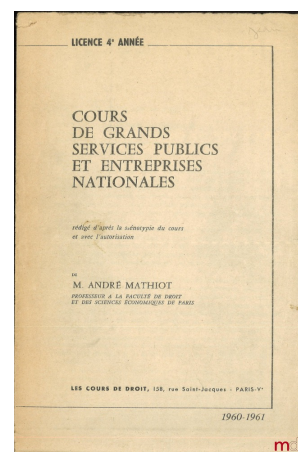 LICENCE 4e ANNÉE
COURS
DE GRANDS
SERVICES PUBLICS
ET ENTREPRISES
NATIONALES
rédigé d'après la sténotypie du cours
et avec l'autorisation
DE
M. ANDRÉ MATHIOT
PROFESSEUR A LA FACULTÉ DE DROIT
ET DES SCIENCES ÉCONOMIQUES DE PARIS
LES COURS DE DROIT, 158, rue Saint-Jacques - PARIS-Ve
1960-1961